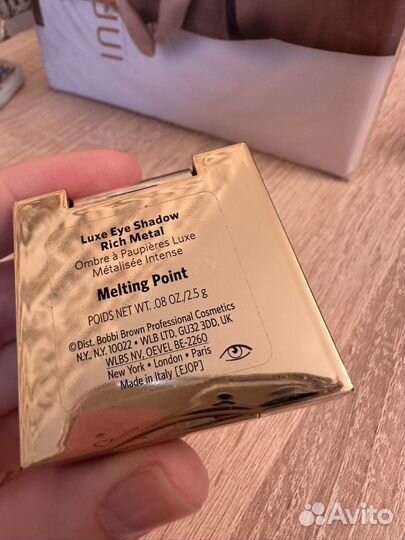 IUH
Luxe Eye Shadow
Rich Metal
Ombre à Paupières Luxe
Métalisée Intense
Melting Point
POIDS NET WT. .08 OZ./2.5 g
©Dist. Bobbi Brown Professional Cosmetics
N.Y., N.Y. 10022 • WLB LTD, GU32 3DD, UK
WLBS NV, OEVEL BE-2260
New York • London • Paris
Made in Italy [EJOP]
Avito